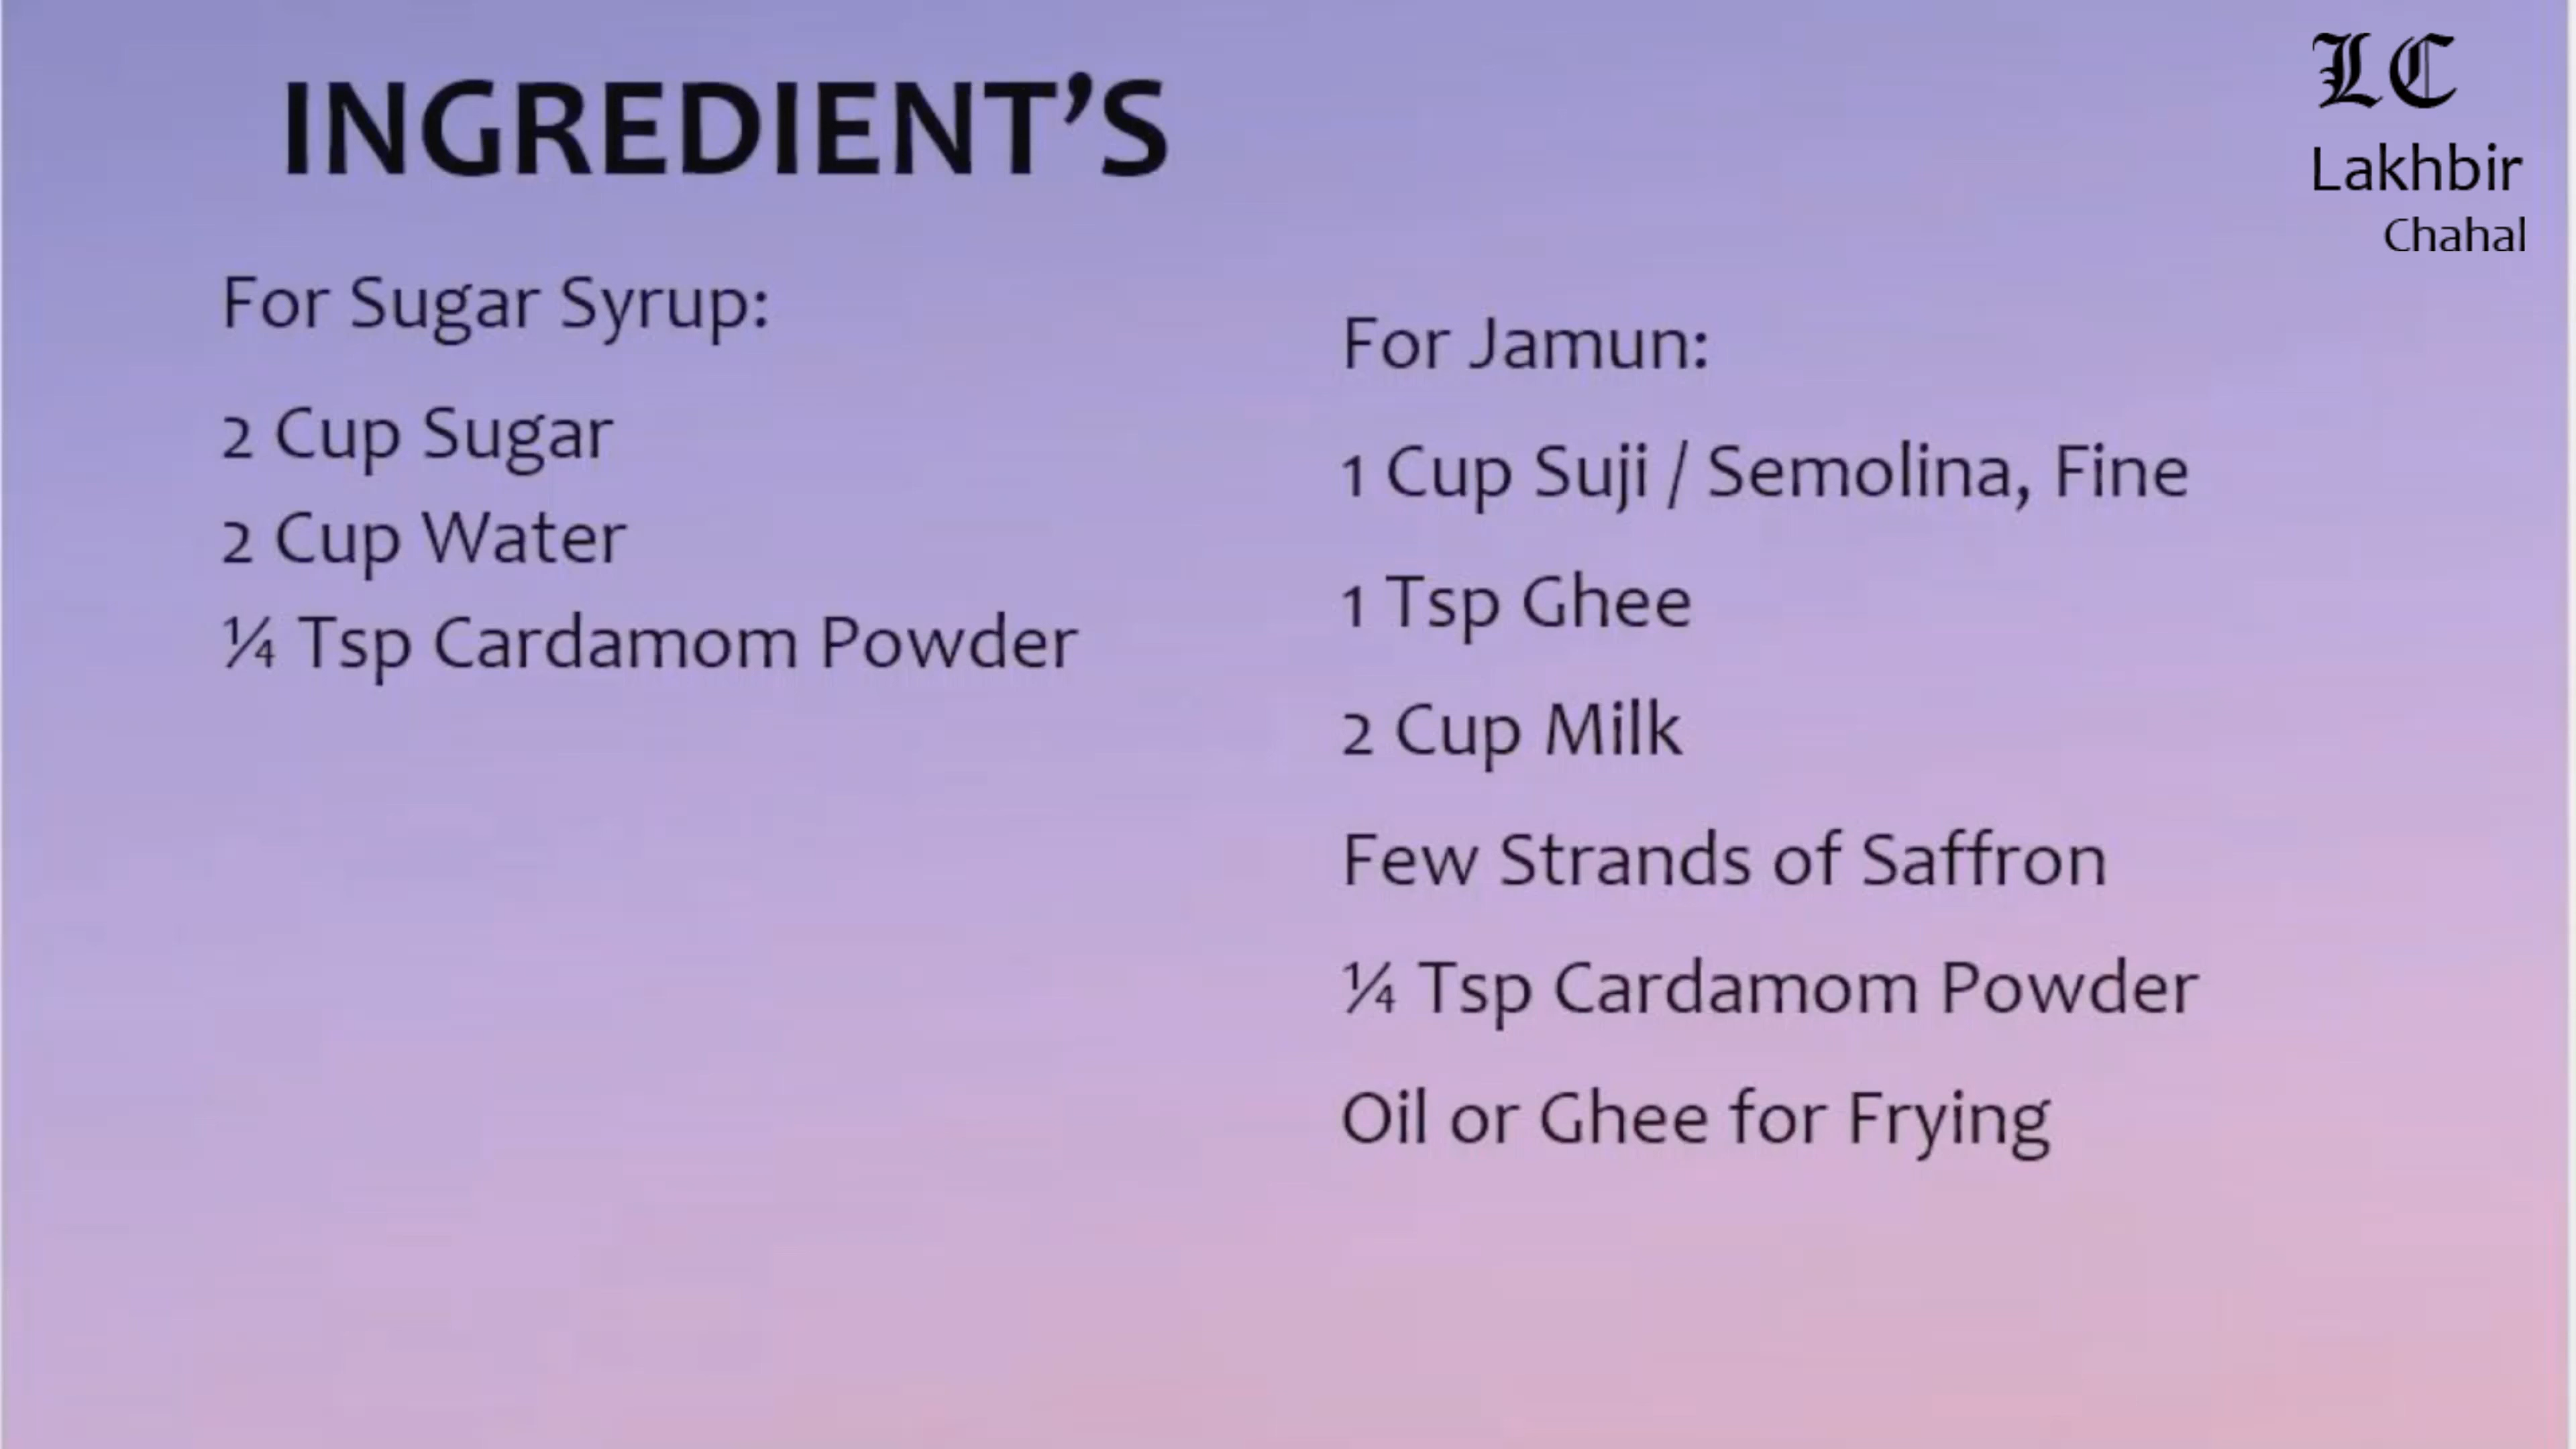 INGREDIENT’S
For Sugar Syrup:
2 Cup Sugar
2 Cup Water
¼ Tsp Cardamom Powder
For Jamun:
1 Cup Suji / Semolina, Fine
1 Tsp Ghee
2 Cup Milk
Few Strands of Saffron
¼ Tsp Cardamom Powder
Oil or Ghee for Frying
LC
Lakhbir
Chahal